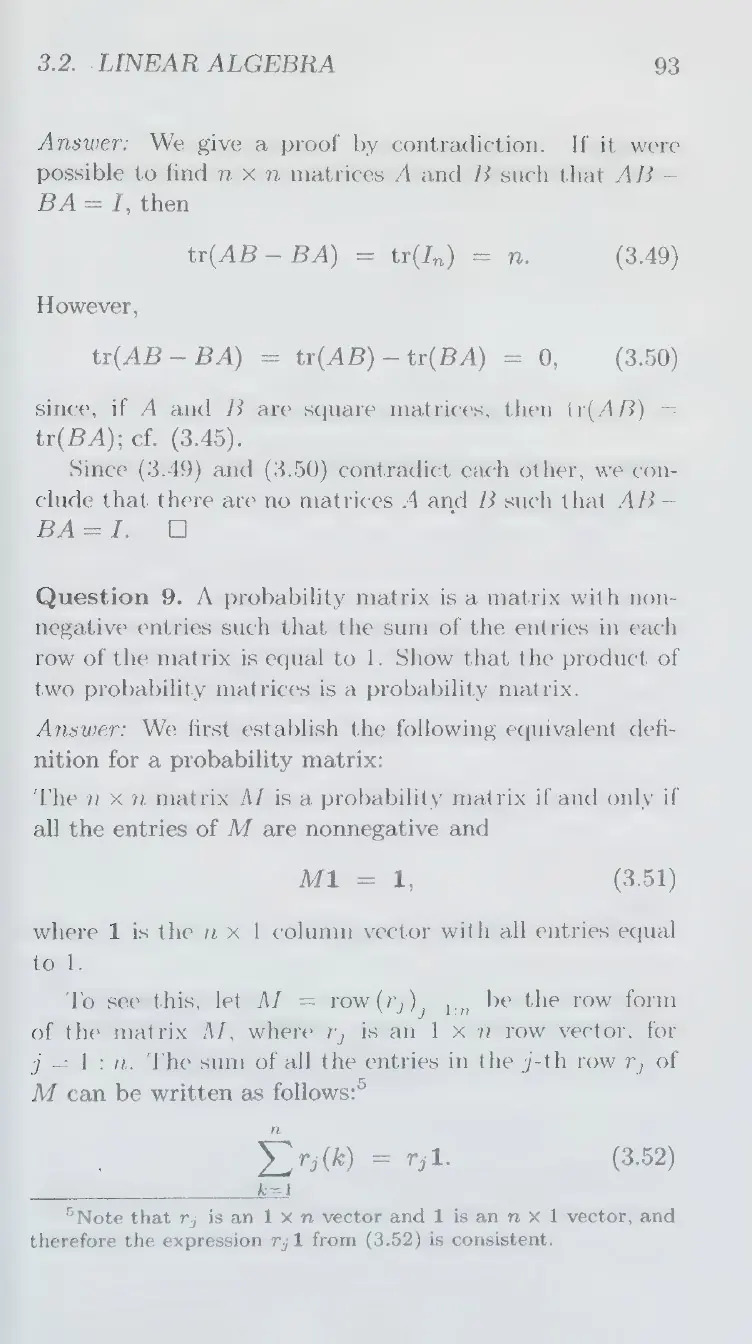 3.2. LINEAR ALGEBRA 93
Answer: We give a proof by contradiction. If it were
possible to find n × n matrices A and B such that AB −
BA = I, then
tr(AB − BA) = tr(Iₙ) = n. (3.49)
However,
tr(AB − BA) = tr(AB) − tr(BA) = 0, (3.50)
since, if A and B are square matrices, then tr(AB) =
tr(BA); cf. (3.45).
Since (3.49) and (3.50) contradict each other, we con-
clude that there are no matrices A and B such that AB −
BA = I. □
Question 9. A probability matrix is a matrix with non-
negative entries such that the sum of the entries in each
row of the matrix is equal to 1. Show that the product of
two probability matrices is a probability matrix.
Answer: We first establish the following equivalent defi-
nition for a probability matrix:
The n × n matrix M is a probability matrix if and only if
all the entries of M are nonnegative and
M1 = 1, (3.51)
where 1 is the n × 1 column vector with all entries equal
to 1.
To see this, let M = row (rⱼ)ⱼ₌₁:ₙ be the row form
of the matrix M, where rⱼ is an 1 × n row vector, for
j = 1 : n. The sum of all the entries in the j-th row rⱼ of
M can be written as follows:⁵
n
∑ rⱼ(k) = rⱼ1. (3.52)
k=1
⁵Note that rⱼ is an 1 × n vector and 1 is an n × 1 vector, and
therefore the expression rⱼ1 from (3.52) is consistent.